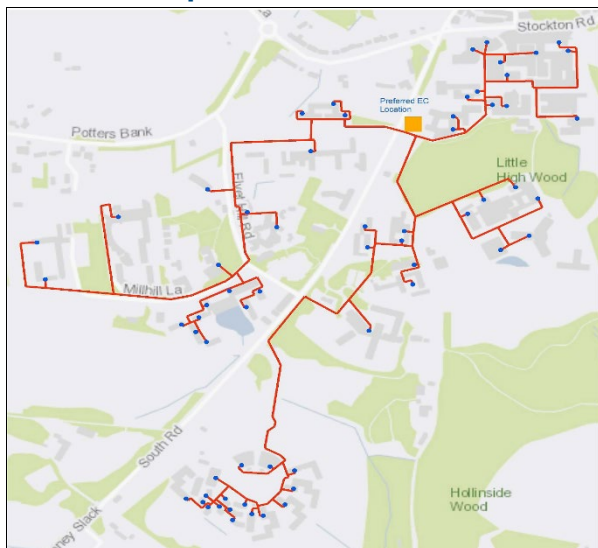 Stockton Rd
Preferred EC
Location
Potters Bank
Little
High Wood
Elvet Hill Rd
Millhill La
South Rd
Hollinside
Wood
ney Slack